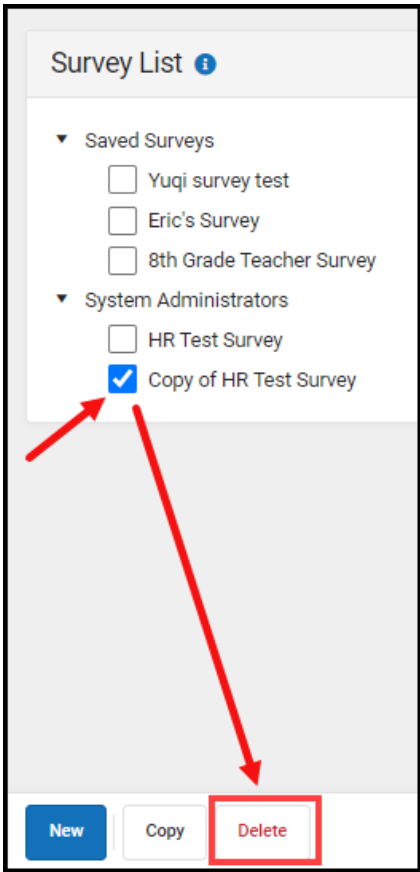 Survey List
Saved Surveys
Yuqi survey test
Eric's Survey
8th Grade Teacher Survey
System Administrators
HR Test Survey
Copy of HR Test Survey
New
Copy
Delete